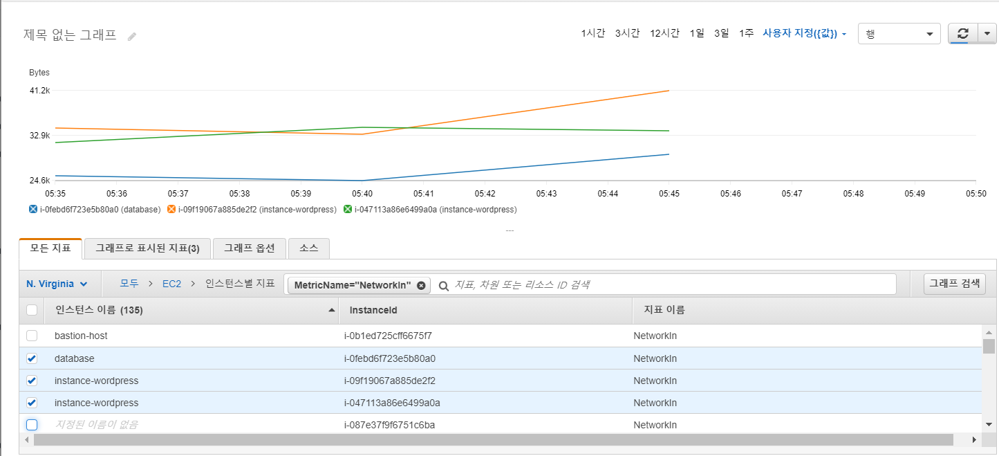 제목 없는 그래프
1시간 3시간 12시간 1일 3일 1주 사용자 지정({값}) 행
Bytes
41.2k
32.9k
24.6k
05:35 05:36 05:37 05:38 05:39 05:40 05:41 05:42 05:43 05:44 05:45 05:46 05:47 05:48 05:49 05:50
i-0febd6f723e5b80a0 (database) i-09f19067a885de2f2 (instance-wordpress) i-047113a86e6499a0a (instance-wordpress)
모든 지표 그래프로 표시된 지표(3) 그래프 옵션 소스
N. Virginia 모두 > EC2 > 인스턴스별 지표 MetricName="NetworkIn" 지표, 차원 또는 리소스 ID 검색 그래프 검색
인스턴스 이름 (135) InstanceId 지표 이름
bastion-host i-0b1ed725cff6675f7 NetworkIn
database i-0febd6f723e5b80a0 NetworkIn
instance-wordpress i-09f19067a885de2f2 NetworkIn
instance-wordpress i-047113a86e6499a0a NetworkIn
지정된 이름이 없음 i-087e37f9f6751c6ba NetworkIn